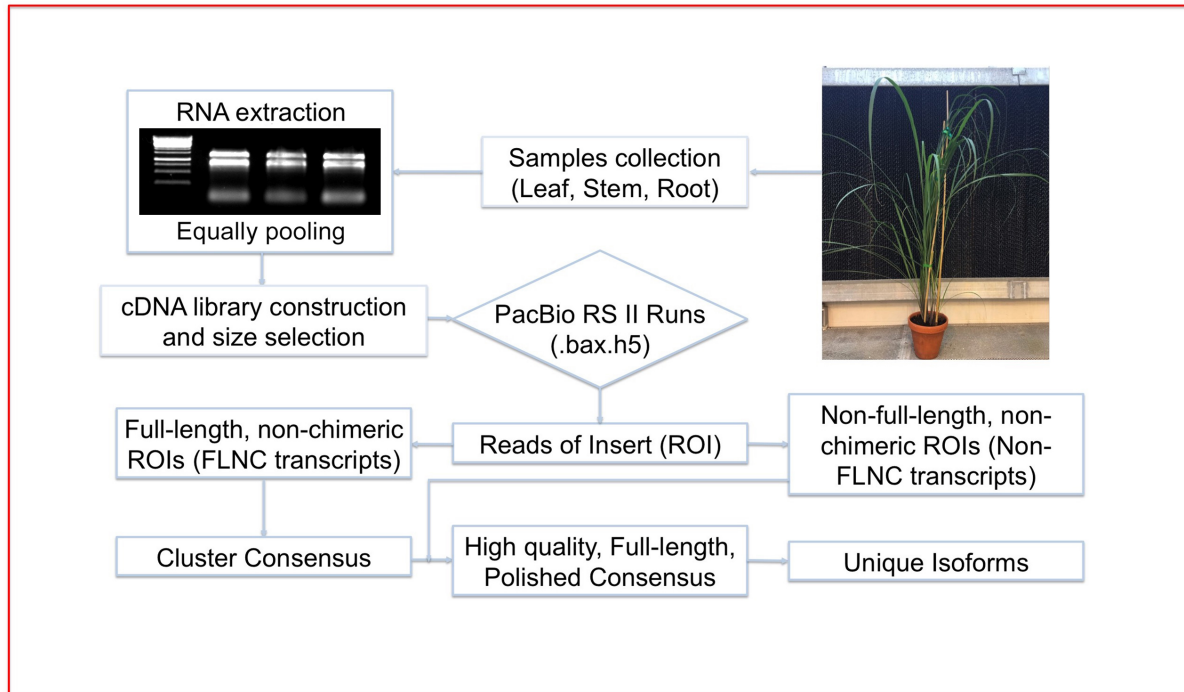 RNA extraction
Equally pooling
Samples collection
(Leaf, Stem, Root)
cDNA library construction
and size selection
PacBio RS II Runs
(.bax.h5)
Full-length, non-chimeric
ROIs (FLNC transcripts)
Reads of Insert (ROI)
Non-full-length, non-
chimeric ROIs (Non-
FLNC transcripts)
Cluster Consensus
High quality, Full-length,
Polished Consensus
Unique Isoforms